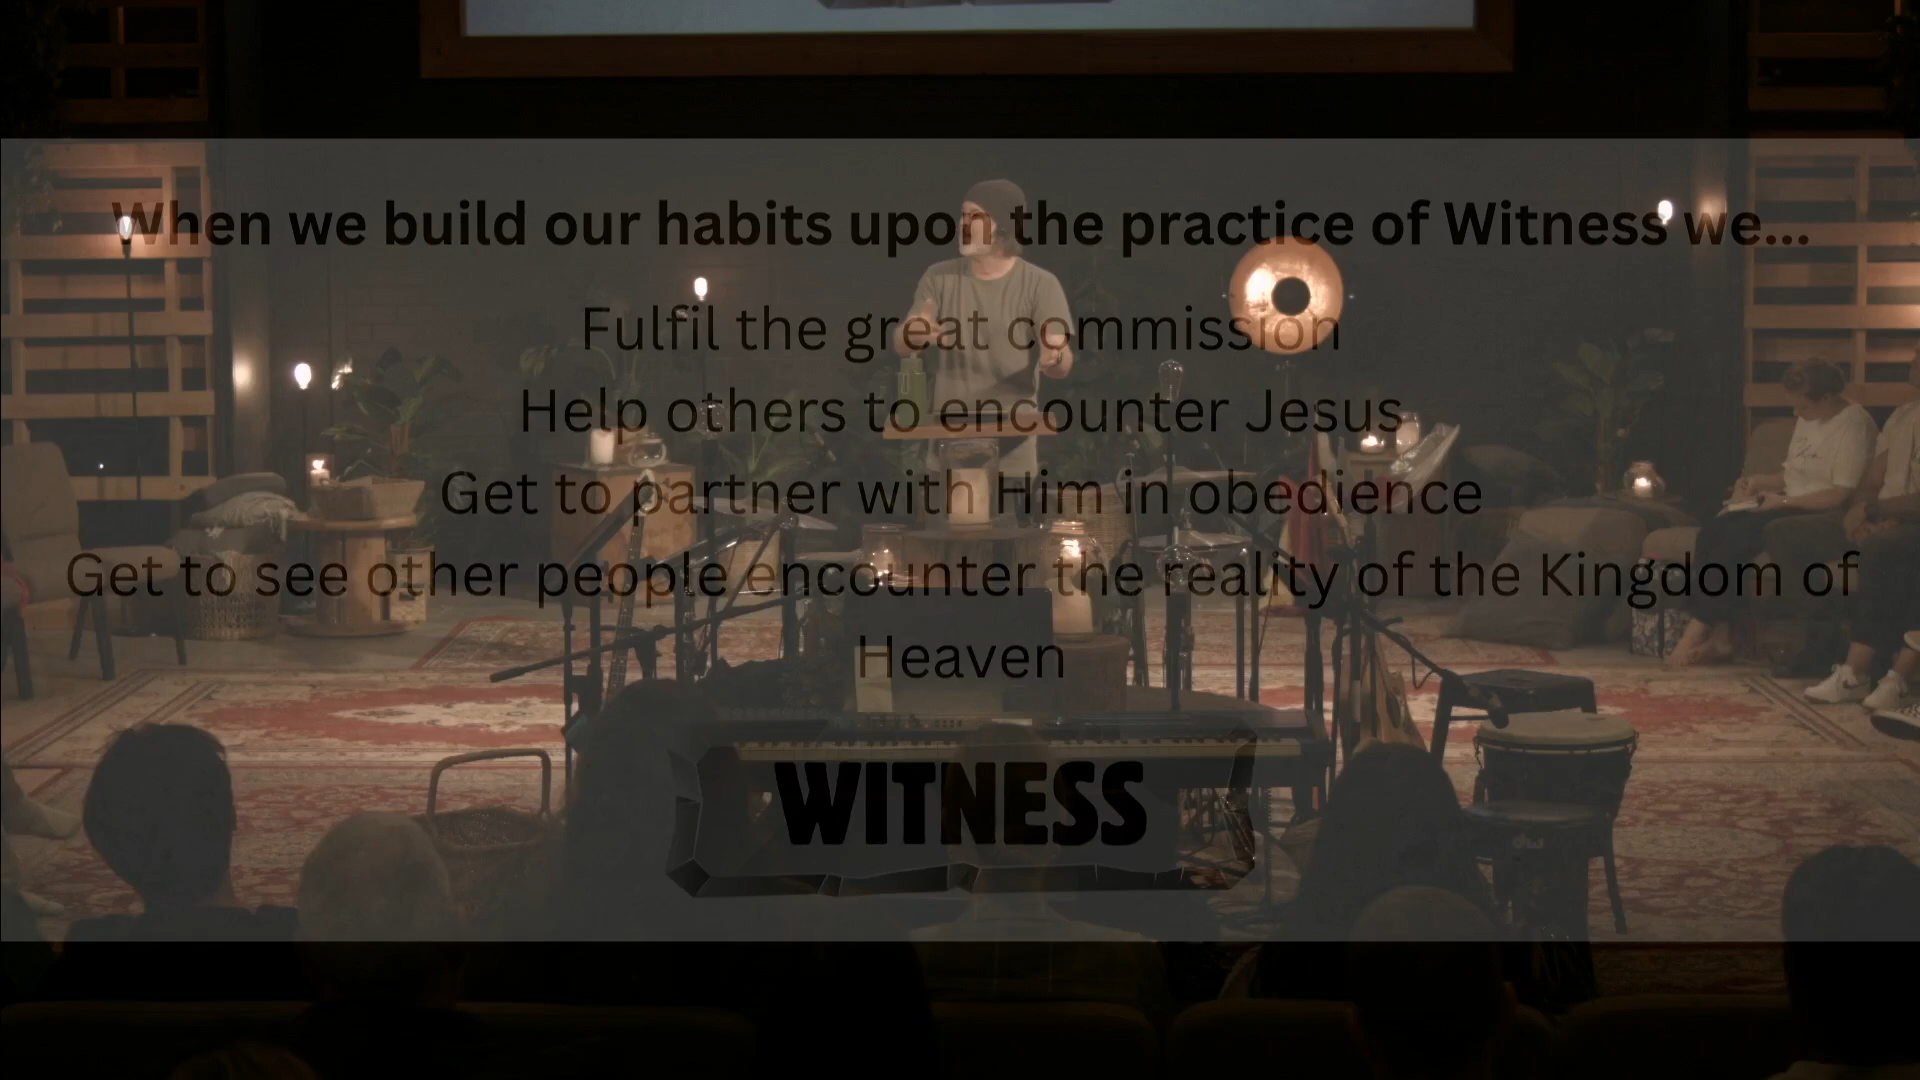 When we build our habits upon the practice of Witness we...
Fulfil the great commission
Help others to encounter Jesus
Get to partner with Him in obedience
Get to see other people encounter the reality of the Kingdom of
Heaven
WITNESS